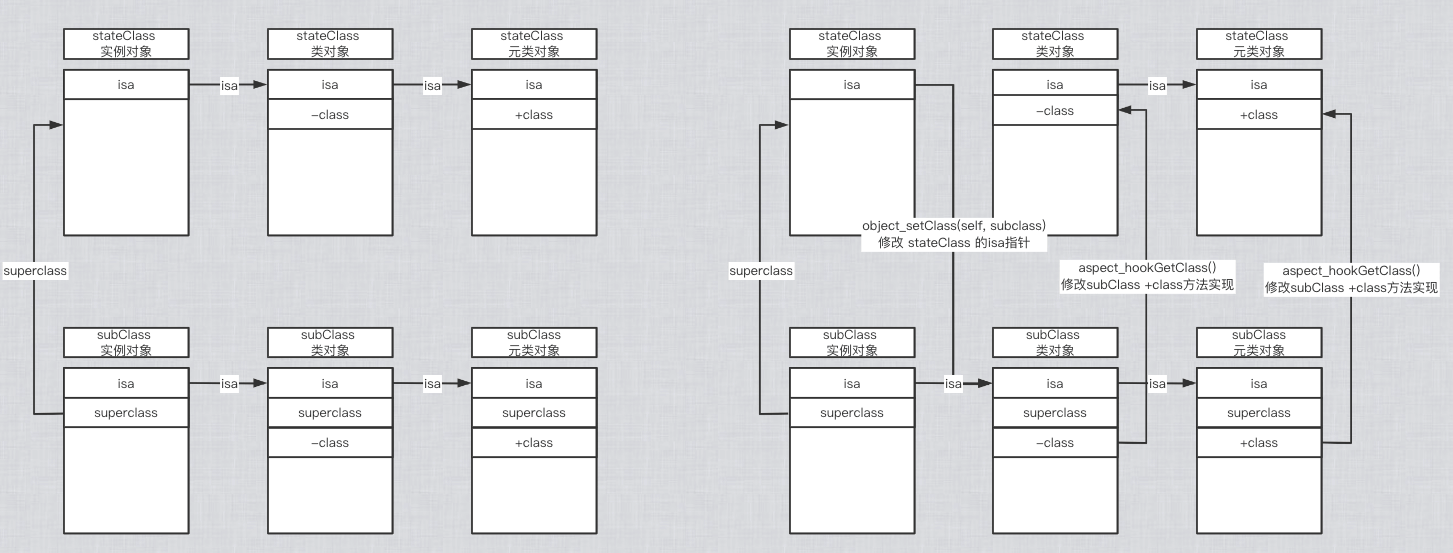 stateClass
实例对象
stateClass
类对象
stateClass
元类对象
isa
isa
isa
isa
isa
-class
+class
superclass
subClass
实例对象
subClass
类对象
subClass
元类对象
isa
isa
isa
isa
isa
superclass
superclass
superclass
-class
+class
stateClass
实例对象
stateClass
类对象
stateClass
元类对象
isa
isa
isa
isa
-class
+class
object_setClass(self, subclass)
修改 stateClass 的isa指针
superclass
aspect_hookGetClass()
修改subClass +class方法实现
aspect_hookGetClass()
修改subClass +class方法实现
subClass
实例对象
subClass
类对象
subClass
元类对象
isa
isa
isa
isa
isa
superclass
superclass
superclass
-class
+class